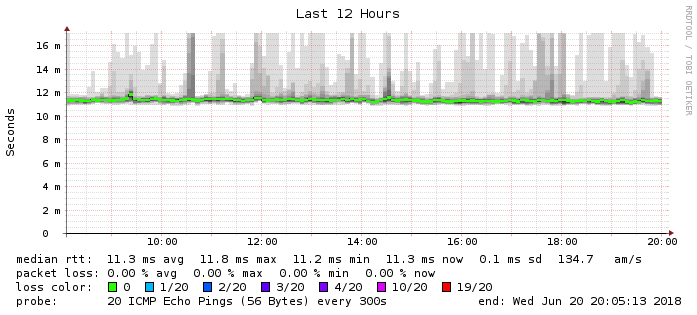 Last 12 Hours
RRDTOOL / TOBI OETIKER
Seconds
16 m
14 m
12 m
10 m
8 m
6 m
4 m
2 m
0
10:00 12:00 14:00 16:00 18:00 20:00
median rtt: 11.3 ms avg 11.8 ms max 11.2 ms min 11.3 ms now 0.1 ms sd 134.7 am/s
packet loss: 0.00 % avg 0.00 % max 0.00 % min 0.00 % now
loss color: 0 1/20 2/20 3/20 4/20 10/20 19/20
probe: 20 ICMP Echo Pings (56 Bytes) every 300s end: Wed Jun 20 20:05:13 2018